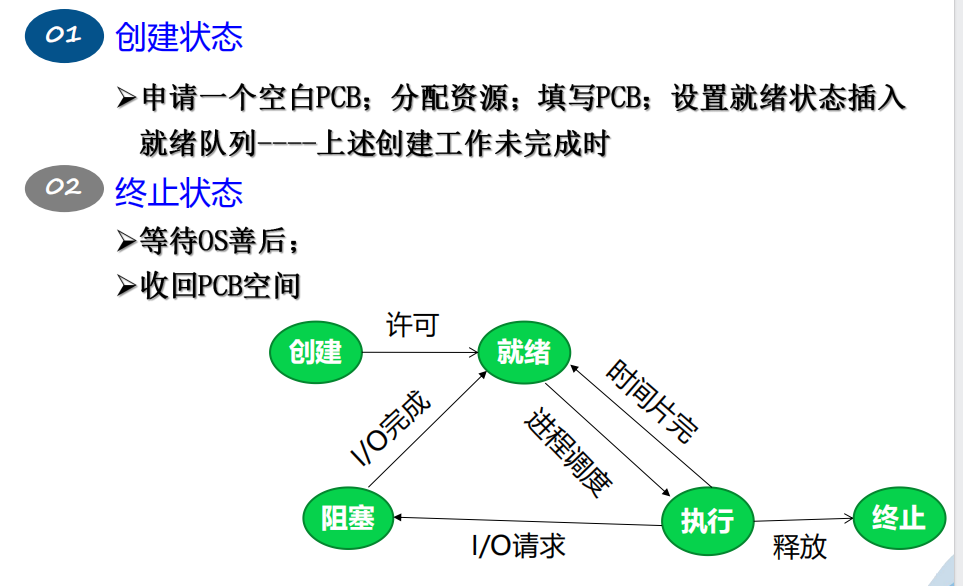 01 创建状态
➢申请一个空白PCB；分配资源；填写PCB；设置就绪状态插入
就绪队列----上述创建工作未完成时
02 终止状态
➢等待OS善后；
➢收回PCB空间
许可
创建
就绪
时间片完
I/O完成
进程调度
阻塞
执行
终止
I/O请求
释放